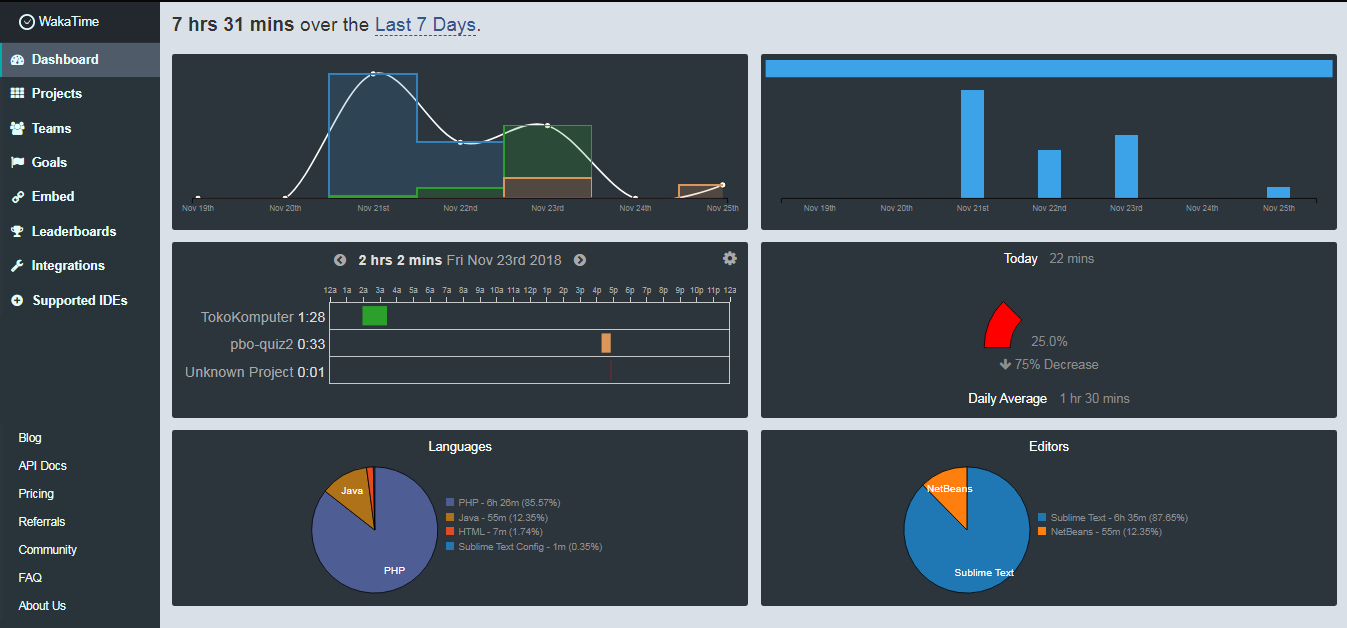 WakaTime
Dashboard
Projects
Teams
Goals
Embed
Leaderboards
Integrations
Supported IDEs
Blog
API Docs
Pricing
Referrals
Community
FAQ
About Us
7 hrs 31 mins over the Last 7 Days.
Nov 19th Nov 20th Nov 21st Nov 22nd Nov 23rd Nov 24th Nov 25th
Nov 19th Nov 20th Nov 21st Nov 22nd Nov 23rd Nov 24th Nov 25th
2 hrs 2 mins Fri Nov 23rd 2018
12a 1a 2a 3a 4a 5a 6a 7a 8a 9a 10a 11a 12p 1p 2p 3p 4p 5p 6p 7p 8p 9p 10p 11p 12a
TokoKomputer 1:28
pbo-quiz2 0:33
Unknown Project 0:01
Today 22 mins
25.0%
75% Decrease
Daily Average 1 hr 30 mins
Languages
Java
PHP
PHP - 6h 26m (85.57%)
Java - 55m (12.35%)
HTML - 7m (1.74%)
Sublime Text Config - 1m (0.35%)
Editors
NetBeans
Sublime Text
Sublime Text - 6h 35m (87.65%)
NetBeans - 55m (12.35%)